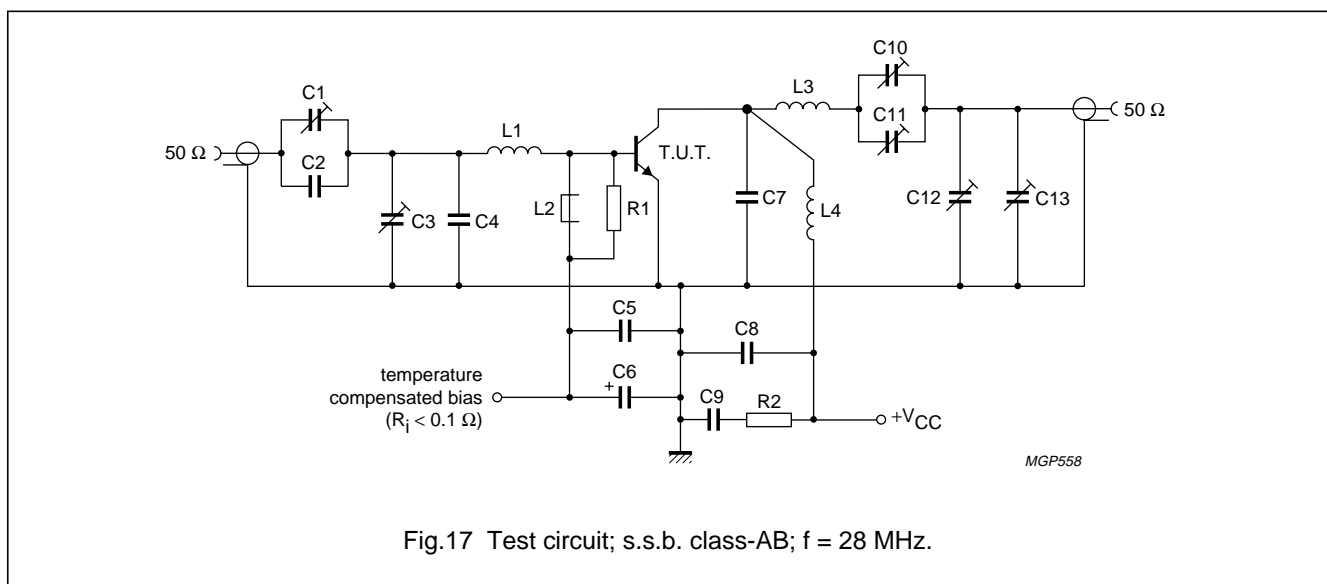 C10
C1
L3
L1
C11
50 Ω
50 Ω
T.U.T.
C2
C3
C4
L2
R1
C7
L4
C12
C13
C5
C8
temperature
compensated bias
(Ri < 0.1 Ω)
+
C6
C9
R2
+VCC
MGP558
Fig.17 Test circuit; s.s.b. class-AB; f = 28 MHz.